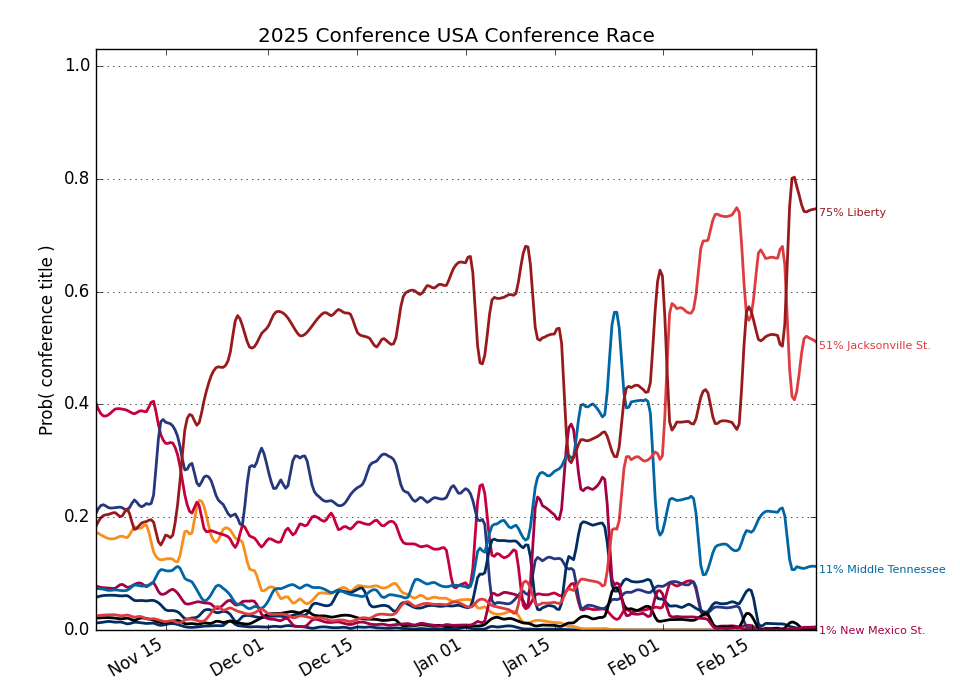 2025 Conference USA Conference Race
Prob( conference title )
1.0
0.8
0.6
0.4
0.2
0.0
75% Liberty
51% Jacksonville St.
11% Middle Tennessee
1% New Mexico St.
Nov 15
Dec 01
Dec 15
Jan 01
Jan 15
Feb 01
Feb 15